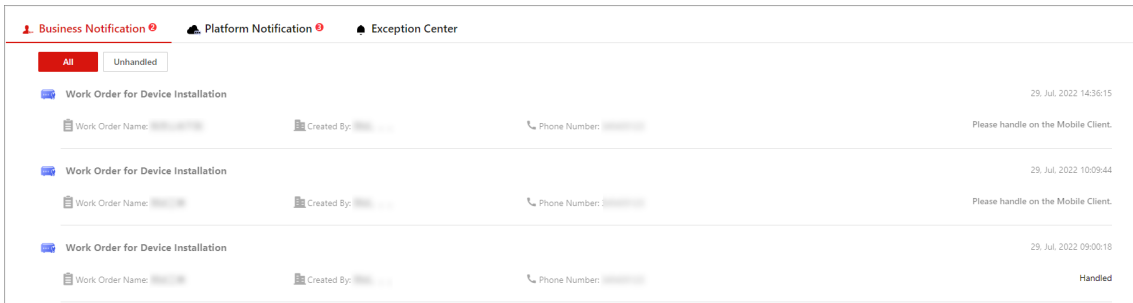 Business Notification 2 Platform Notification 3 Exception Center
All Unhandled
Work Order for Device Installation 29, Jul, 2022 14:36:15
Work Order Name: Created By: Phone Number: Please handle on the Mobile Client.
Work Order for Device Installation 29, Jul, 2022 10:09:44
Work Order Name: Created By: Phone Number: Please handle on the Mobile Client.
Work Order for Device Installation 29, Jul, 2022 09:00:18
Work Order Name: Created By: Phone Number: Handled